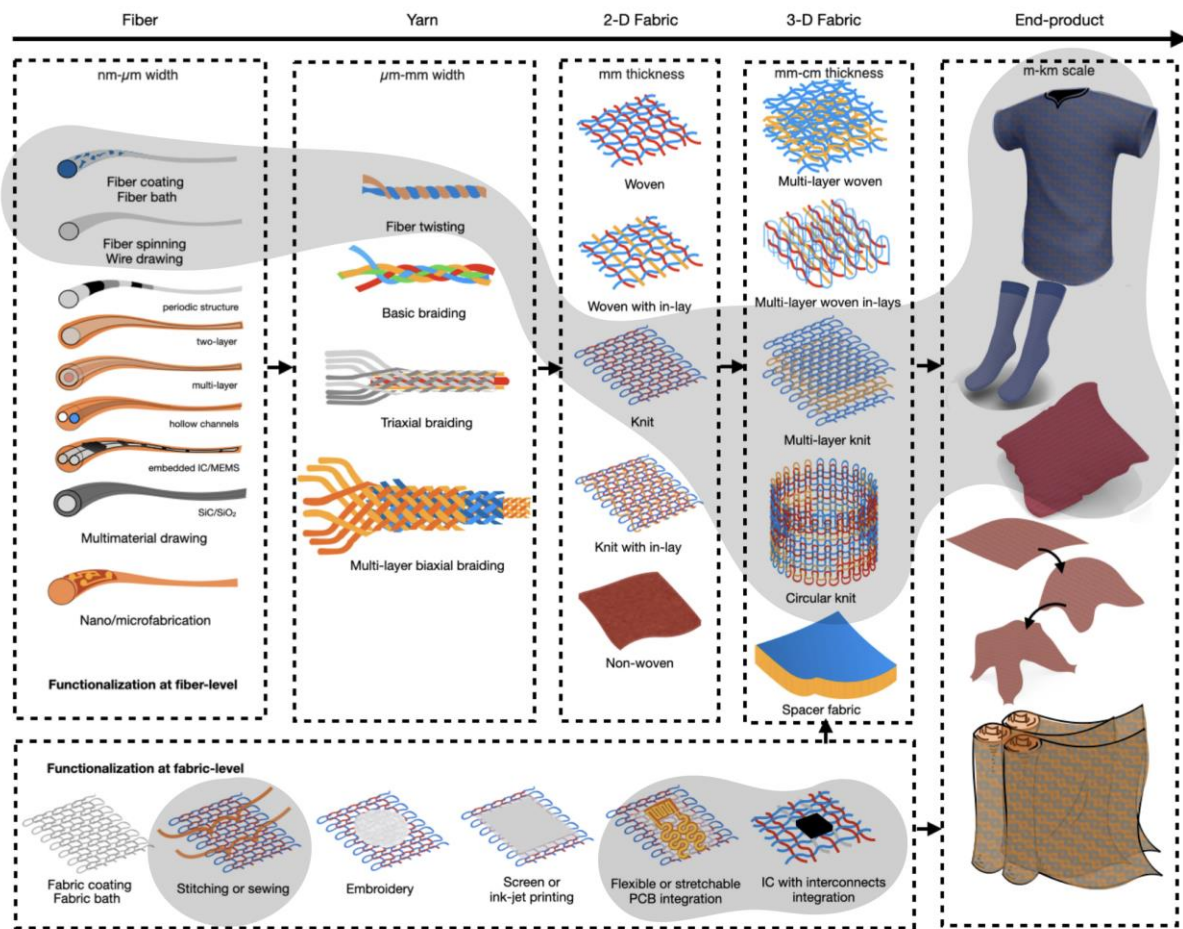 Fiber
Yarn
2-D Fabric
3-D Fabric
End-product
nm-μm width
Fiber coating
Fiber bath
Fiber spinning
Wire drawing
periodic structure
two-layer
multi-layer
hollow channels
embedded IC/MEMS
SiC/SiO₂
Multimaterial drawing
Nano/microfabrication
Functionalization at fiber-level
μm-mm width
Fiber twisting
Basic braiding
Triaxial braiding
Multi-layer biaxial braiding
mm thickness
Woven
Woven with in-lay
Knit
Knit with in-lay
Non-woven
mm-cm thickness
Multi-layer woven
Multi-layer woven in-lays
Multi-layer knit
Circular knit
Spacer fabric
m-km scale
Functionalization at fabric-level
Fabric coating
Fabric bath
Stitching or sewing
Embroidery
Screen or
ink-jet printing
Flexible or stretchable
PCB integration
IC with interconnects
integration